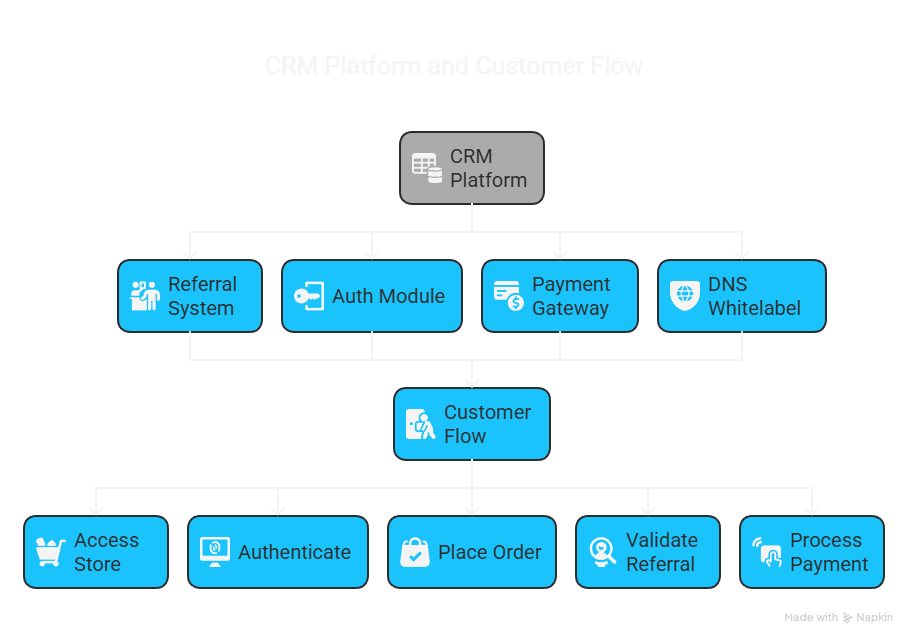 CRM Platform and Customer Flow
CRM
Platform
Referral
System
Auth Module
Payment
Gateway
DNS
Whitelabel
Customer
Flow
Access
Store
Authenticate
Place Order
Validate
Referral
Process
Payment
Made with Napkin